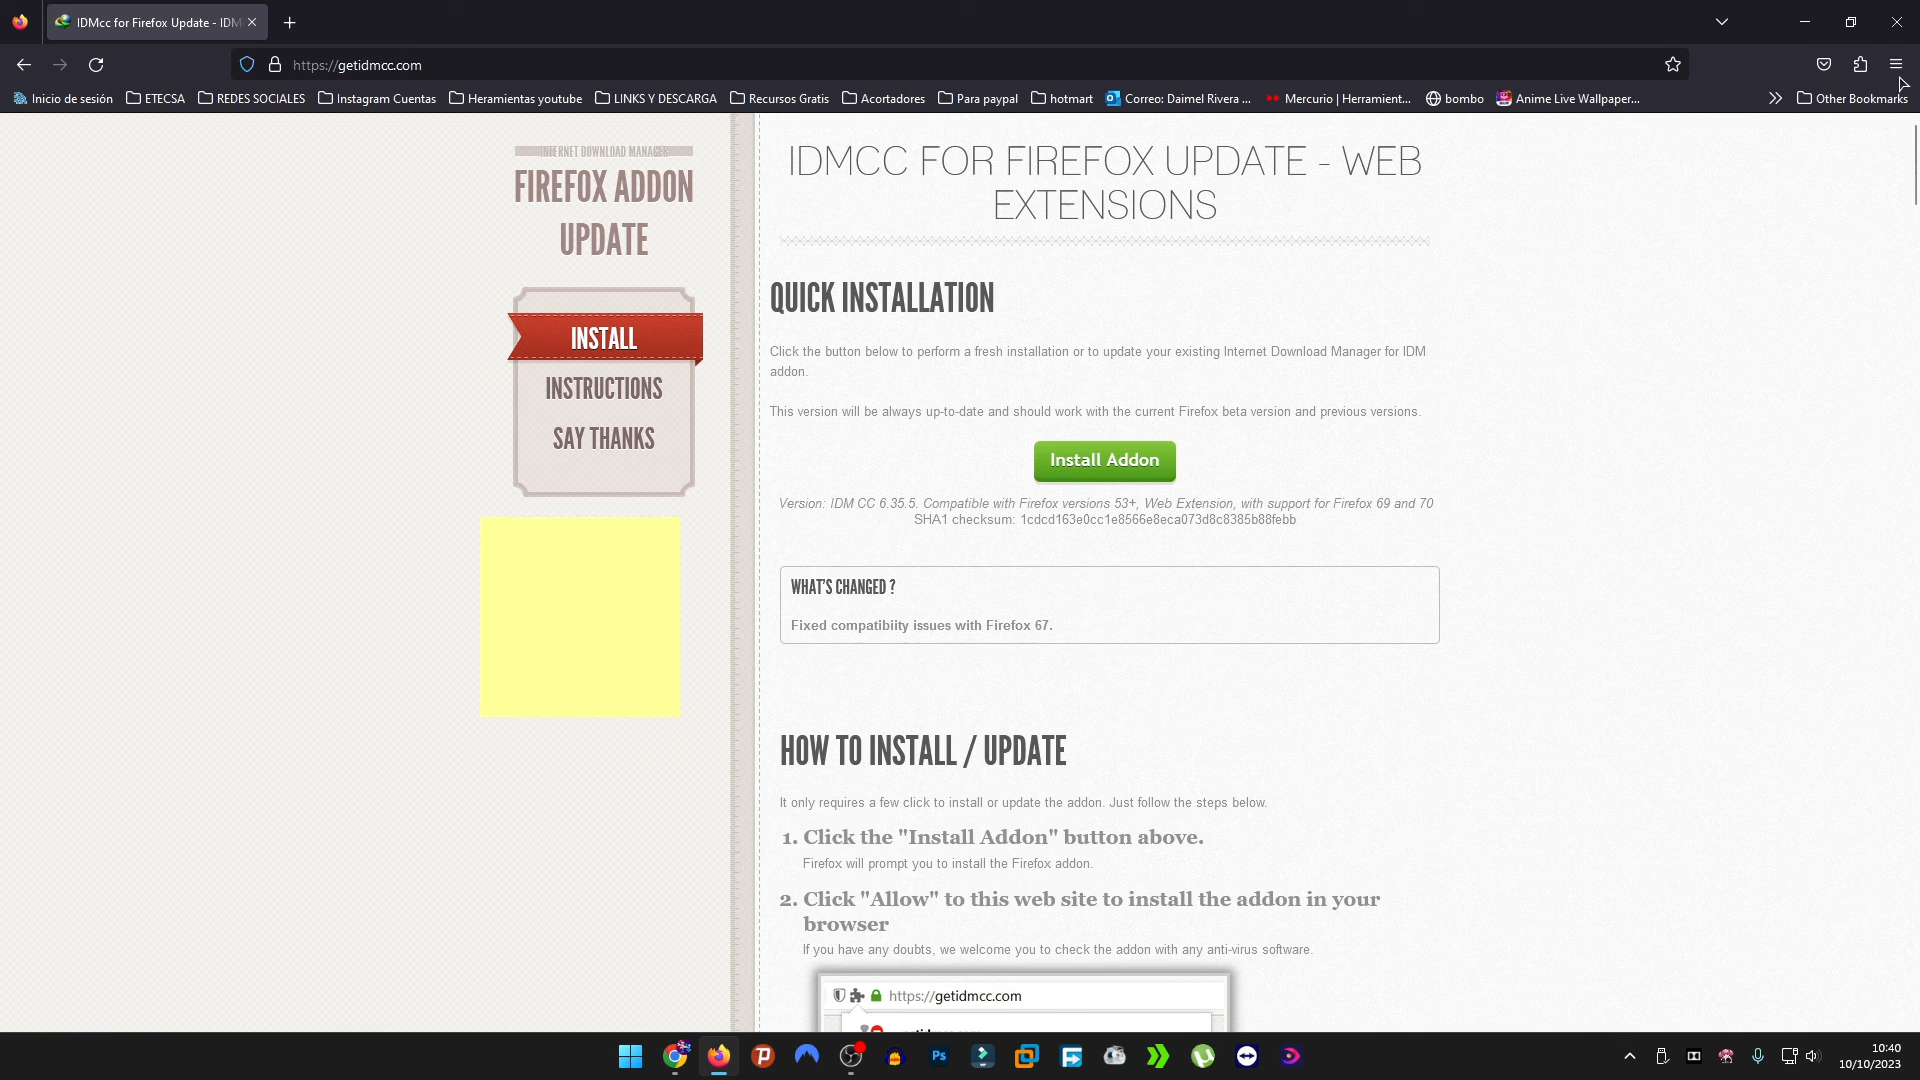 IDMcc for Firefox Update - IDM
https://getidmcc.com
Inicio de sesión
ETECSA
REDES SOCIALES
Instagram Cuentas
Heramientas youtube
LINKS Y DESCARGA
Recursos Gratis
Acortadores
Para paypal
hotmart
Correo: Daimel Rivera ...
Mercurio | Herramient...
bombo
Anime Live Wallpaper...
Other Bookmarks
INTERNET DOWNLOAD MANAGER
FIREFOX ADDON
UPDATE
INSTALL
INSTRUCTIONS
SAY THANKS
IDMCC FOR FIREFOX UPDATE - WEB
EXTENSIONS
QUICK INSTALLATION
Click the button below to perform a fresh installation or to update your existing Internet Download Manager for IDM
addon.
This version will be always up-to-date and should work with the current Firefox beta version and previous versions.
Install Addon
Version: IDM CC 6.35.5. Compatible with Firefox versions 53+, Web Extension, with support for Firefox 69 and 70
SHA1 checksum: 1cdcd163e0cc1e8566e8eca073d8c8385b88febb
WHAT'S CHANGED ?
Fixed compatibiity issues with Firefox 67.
HOW TO INSTALL / UPDATE
It only requires a few click to install or update the addon. Just follow the steps below.
1. Click the "Install Addon" button above.
Firefox will prompt you to install the Firefox addon.
2. Click "Allow" to this web site to install the addon in your
browser
If you have any doubts, we welcome you to check the addon with any anti-virus software.
https://getidmcc.com
Ps
10:40
10/10/2023